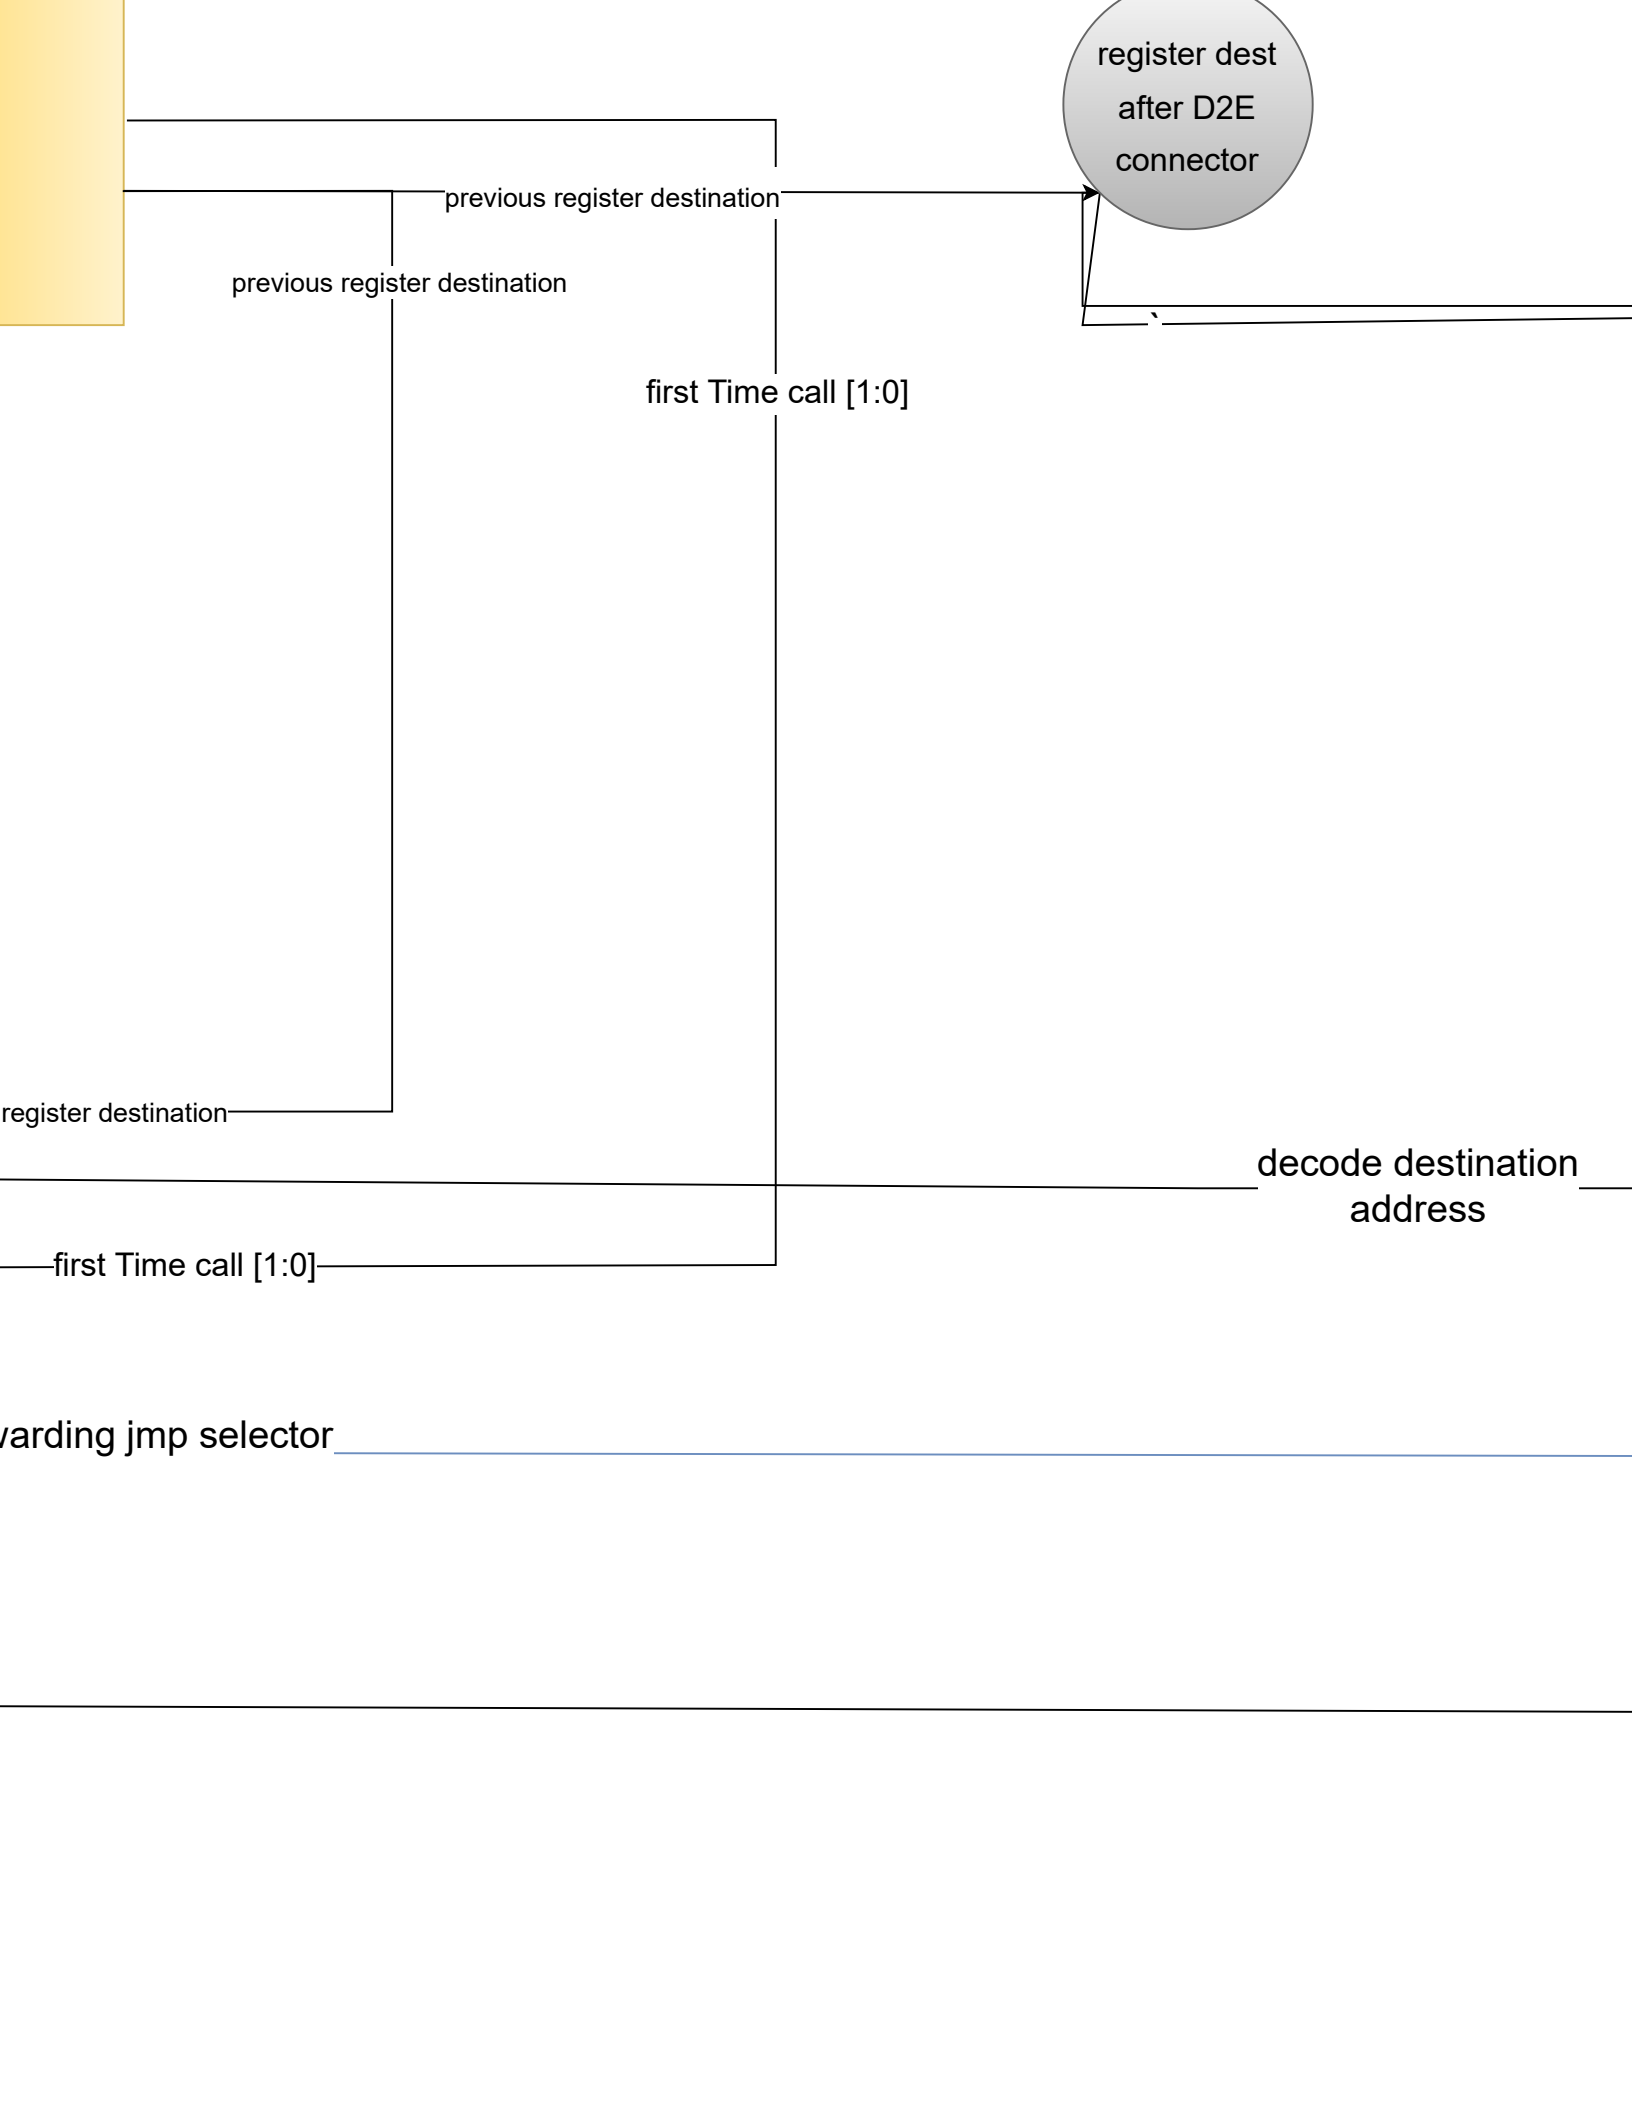 register dest
after D2E
connector
previous register destination
previous register destination
`
first Time call [1:0]
register destination
decode destination
address
first Time call [1:0]
jmp selector